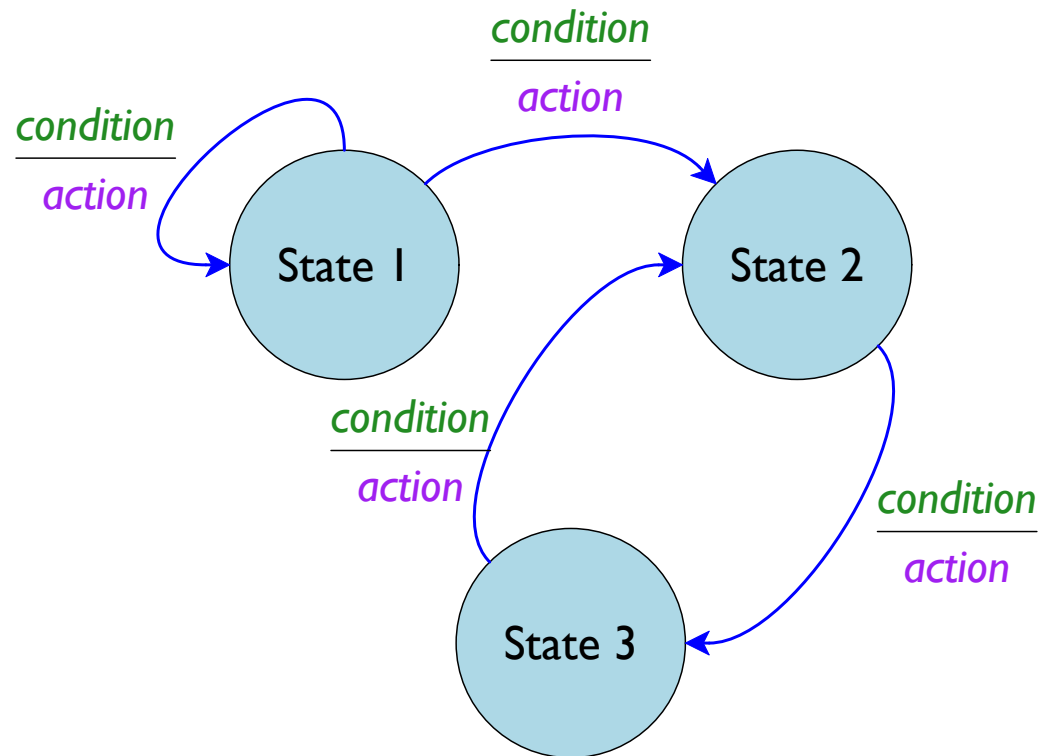 condition
action
condition
action
State 1
State 2
condition
action
condition
action
State 3